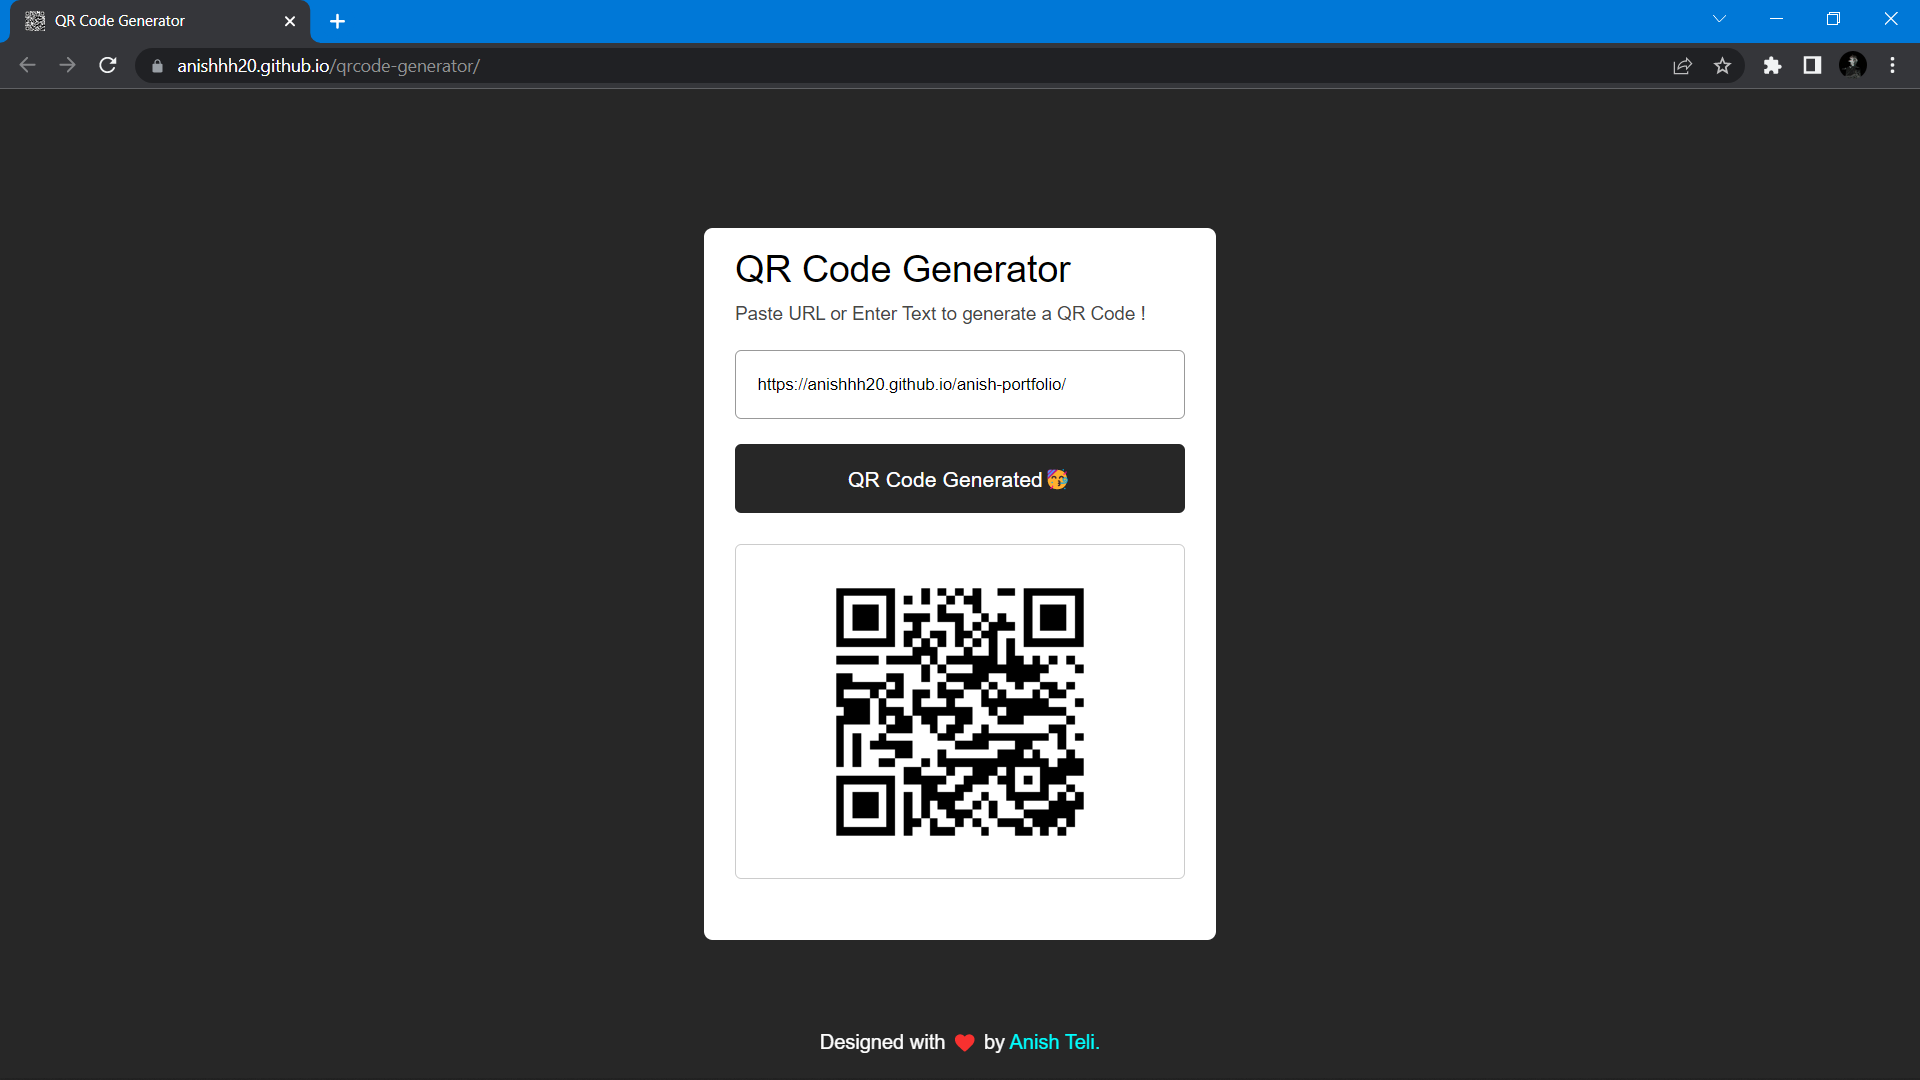 QR Code Generator
anishhh20.github.io/qrcode-generator/
QR Code Generator
Paste URL or Enter Text to generate a QR Code !
https://anishhh20.github.io/anish-portfolio/
QR Code Generated🥳
Designed with ❤️ by Anish Teli.